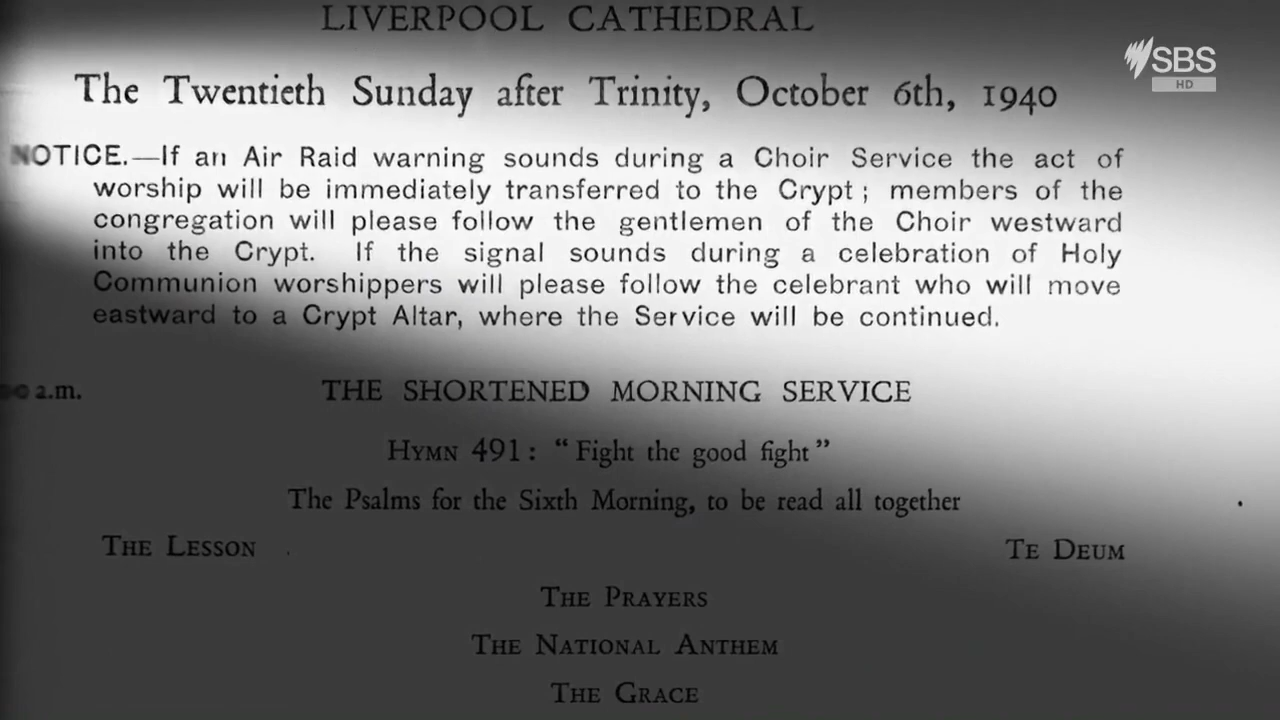 LIVERPOOL CATHEDRAL
SBS
HD
The Twentieth Sunday after Trinity, October 6th, 1940
NOTICE.—If an Air Raid warning sounds during a Choir Service the act of
worship will be immediately transferred to the Crypt; members of the
congregation will please follow the gentlemen of the Choir westward
into the Crypt. If the signal sounds during a celebration of Holy
Communion worshippers will please follow the celebrant who will move
eastward to a Crypt Altar, where the Service will be continued.
a.m. THE SHORTENED MORNING SERVICE
HYMN 491: “Fight the good fight”
The Psalms for the Sixth Morning, to be read all together
THE LESSON TE DEUM
THE PRAYERS
THE NATIONAL ANTHEM
THE GRACE